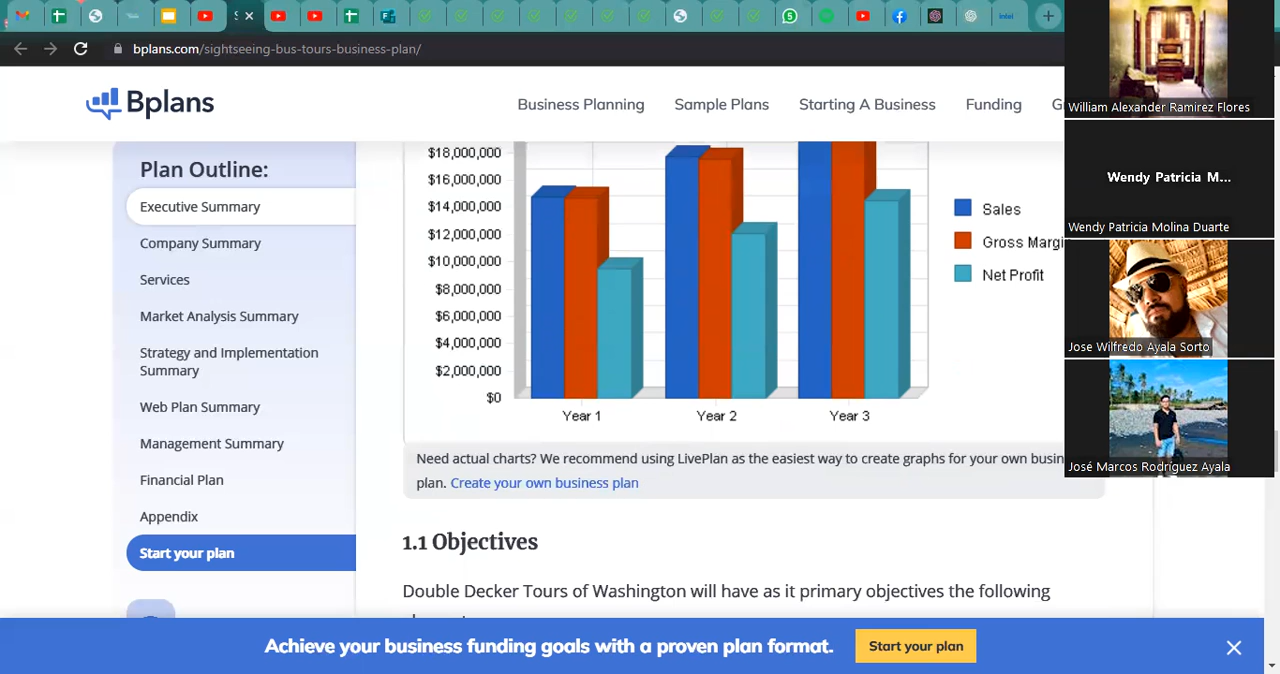 S
5
intel
bplans.com/sightseeing-bus-tours-business-plan/
Bplans
Business Planning
Sample Plans
Starting A Business
Funding
G
Plan Outline:
Executive Summary
Company Summary
Services
Market Analysis Summary
Strategy and Implementation
Summary
Web Plan Summary
Management Summary
Financial Plan
Appendix
Start your plan
$18,000,000
$16,000,000
$14,000,000
$12,000,000
$10,000,000
$8,000,000
$6,000,000
$4,000,000
$2,000,000
$0
Year 1
Year 2
Year 3
Sales
Gross Margi
Net Profit
Need actual charts? We recommend using LivePlan as the easiest way to create graphs for your own busin
plan. Create your own business plan
1.1 Objectives
Double Decker Tours of Washington will have as it primary objectives the following
Achieve your business funding goals with a proven plan format.
Start your plan
William Alexander Ramirez Flores
Wendy Patricia M...
Wendy Patricia Molina Duarte
Jose Wilfredo Ayala Sorto
José Marcos Rodríguez Ayala